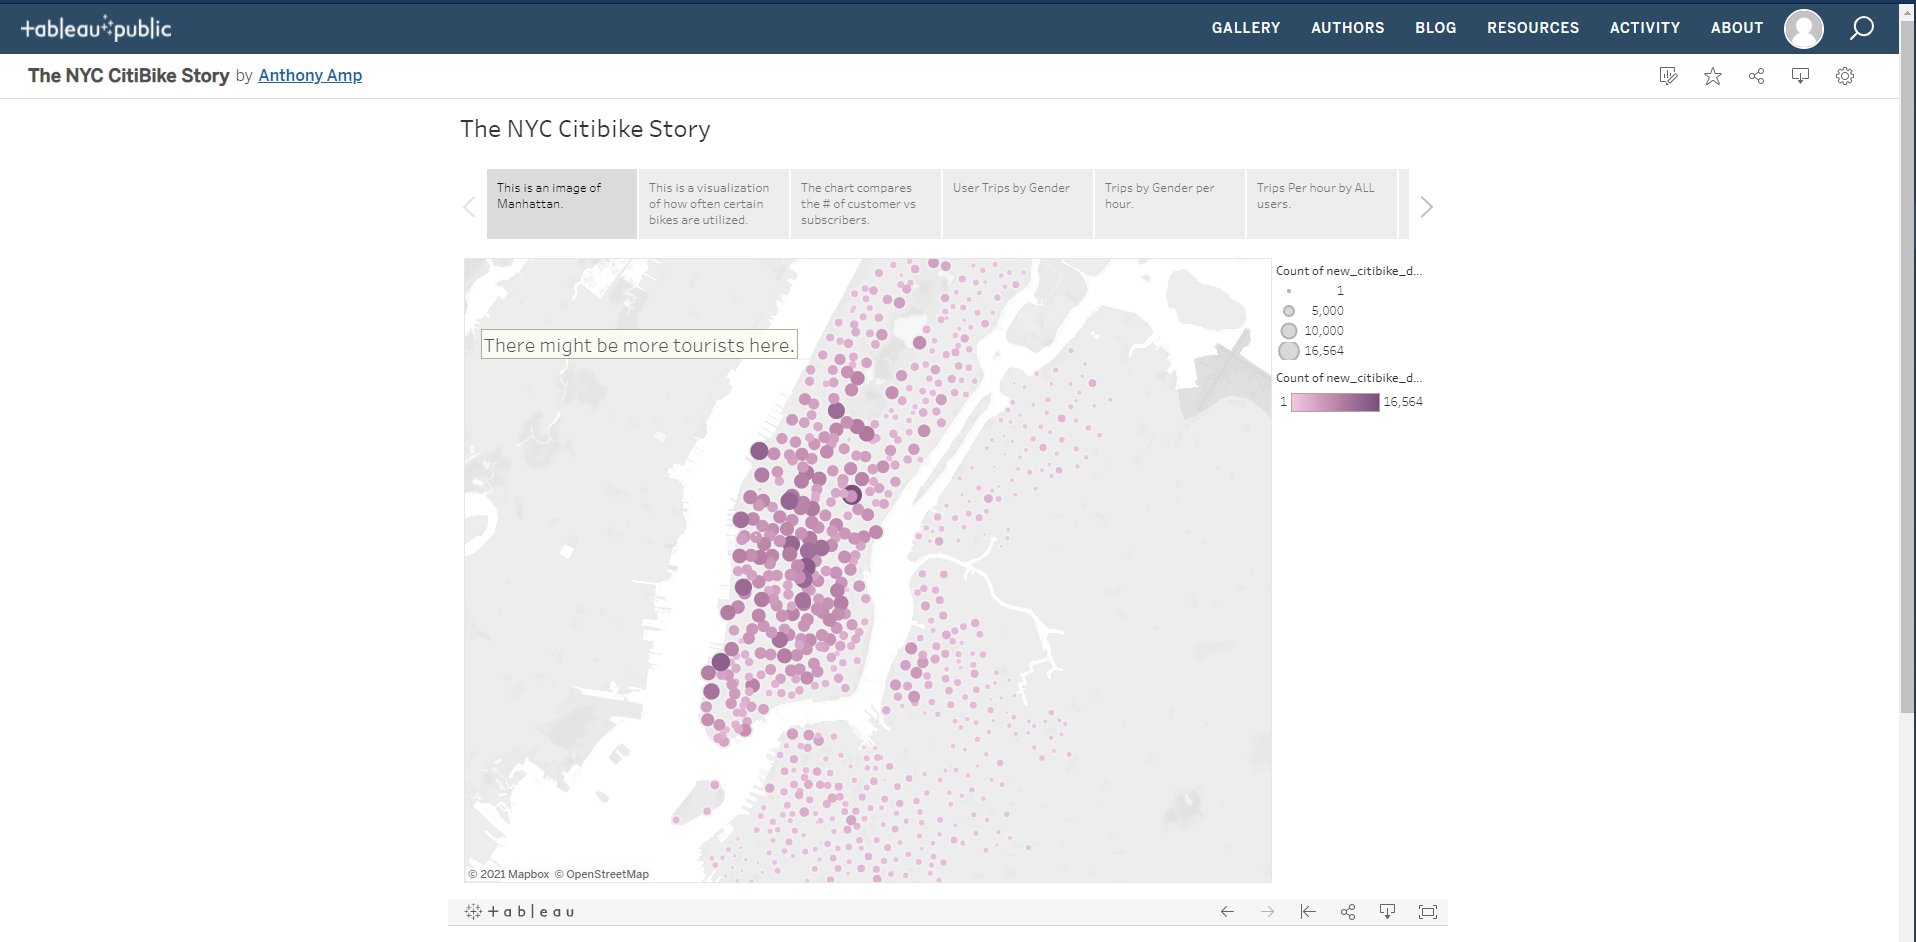 tableau public
GALLERY AUTHORS BLOG RESOURCES ACTIVITY ABOUT
The NYC CitiBike Story by Anthony Amp
The NYC Citibike Story
This is an image of
Manhattan.
This is a visualization
of how often certain
bikes are utilized.
The chart compares
the # of customer vs
subscribers.
User Trips by Gender
Trips by Gender per
hour.
Trips Per hour by ALL
users.
There might be more tourists here.
Count of new_citibike_d...
1
5,000
10,000
16,564
Count of new_citibike_d...
1 16,564
© 2021 Mapbox © OpenStreetMap
+ableau